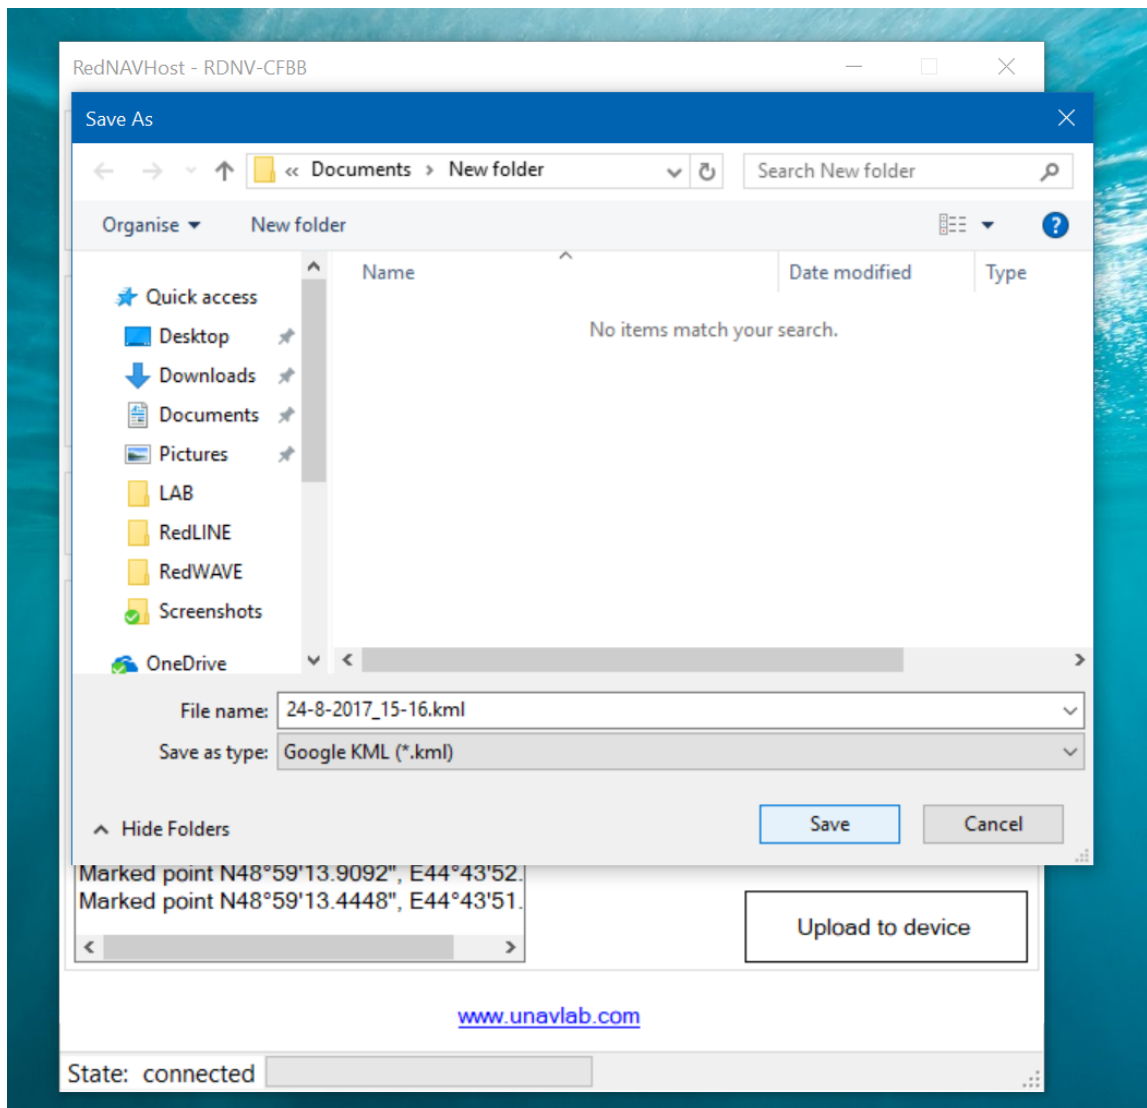 RedNAVHost - RDNV-CFBB
Save As
« Documents > New folder
Search New folder
Organise
New folder
Name
Date modified
Type
No items match your search.
Quick access
Desktop
Downloads
Documents
Pictures
LAB
RedLINE
RedWAVE
Screenshots
OneDrive
File name: 24-8-2017_15-16.kml
Save as type: Google KML (*.kml)
Hide Folders
Save
Cancel
Marked point N48°59'13.9092", E44°43'52.
Marked point N48°59'13.4448", E44°43'51.
Upload to device
www.unavlab.com
State: connected